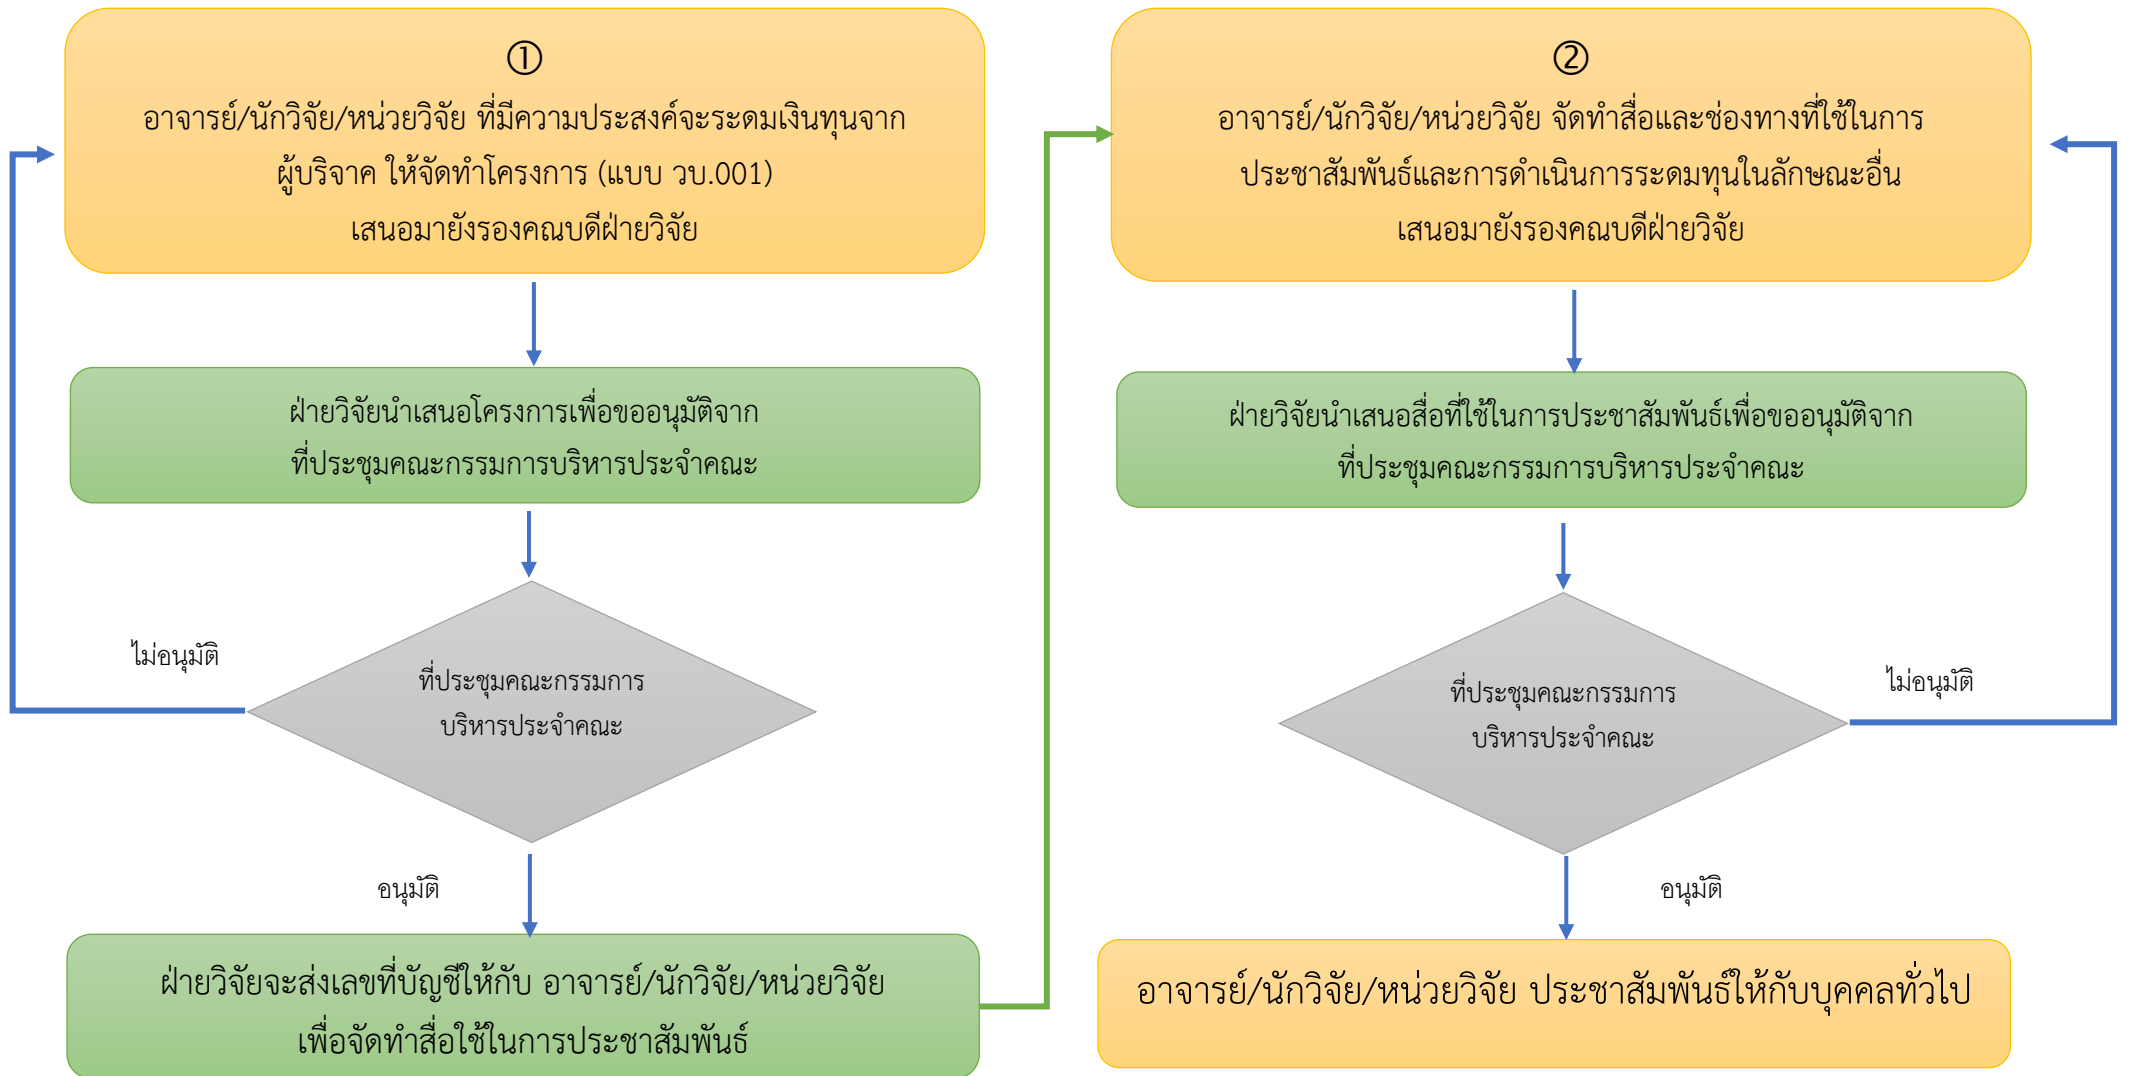 ①
อาจารย์/นักวิจัย/หน่วยวิจัย ที่มีความประสงค์จะระดมเงินทุนจาก
ผู้บริจาค ให้จัดทำโครงการ (แบบ วบ.001)
เสนอมายังรองคณบดีฝ่ายวิจัย
ฝ่ายวิจัยนำเสนอโครงการเพื่อขออนุมัติจาก
ที่ประชุมคณะกรรมการบริหารประจำคณะ
ไม่อนุมัติ
ที่ประชุมคณะกรรมการ
บริหารประจำคณะ
อนุมัติ
ฝ่ายวิจัยจะส่งเลขที่บัญชีให้กับ อาจารย์/นักวิจัย/หน่วยวิจัย
เพื่อจัดทำสื่อใช้ในการประชาสัมพันธ์
②
อาจารย์/นักวิจัย/หน่วยวิจัย จัดทำสื่อและช่องทางที่ใช้ในการ
ประชาสัมพันธ์และการดำเนินการระดมทุนในลักษณะอื่น
เสนอมายังรองคณบดีฝ่ายวิจัย
ฝ่ายวิจัยนำเสนอสื่อที่ใช้ในการประชาสัมพันธ์เพื่อขออนุมัติจาก
ที่ประชุมคณะกรรมการบริหารประจำคณะ
ที่ประชุมคณะกรรมการ
บริหารประจำคณะ
ไม่อนุมัติ
อนุมัติ
อาจารย์/นักวิจัย/หน่วยวิจัย ประชาสัมพันธ์ให้กับบุคคลทั่วไป